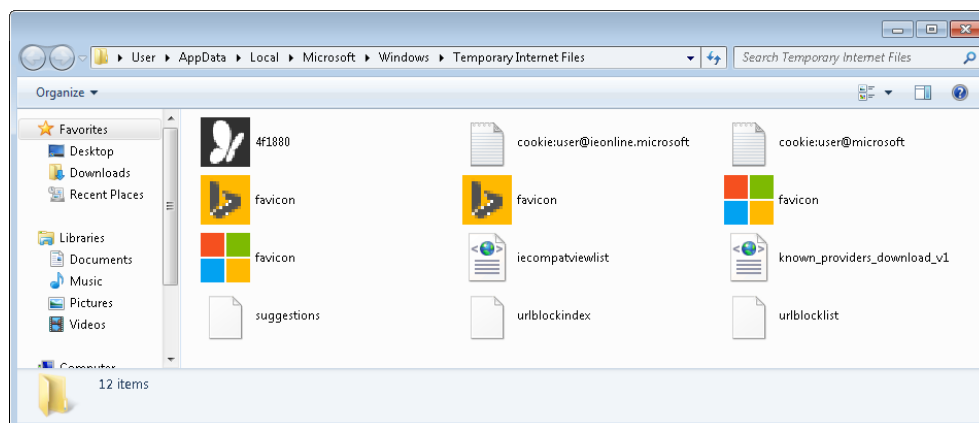 User ▸ AppData ▸ Local ▸ Microsoft ▸ Windows ▸ Temporary Internet Files
Search Temporary Internet Files
Organize
Favorites
Desktop
Downloads
Recent Places
Libraries
Documents
Music
Pictures
Videos
Computer
4f1880
cookie:user@ieonline.microsoft
cookie:user@microsoft
favicon
favicon
favicon
favicon
iecompatviewlist
known_providers_download_v1
suggestions
urlblockindex
urlblocklist
12 items